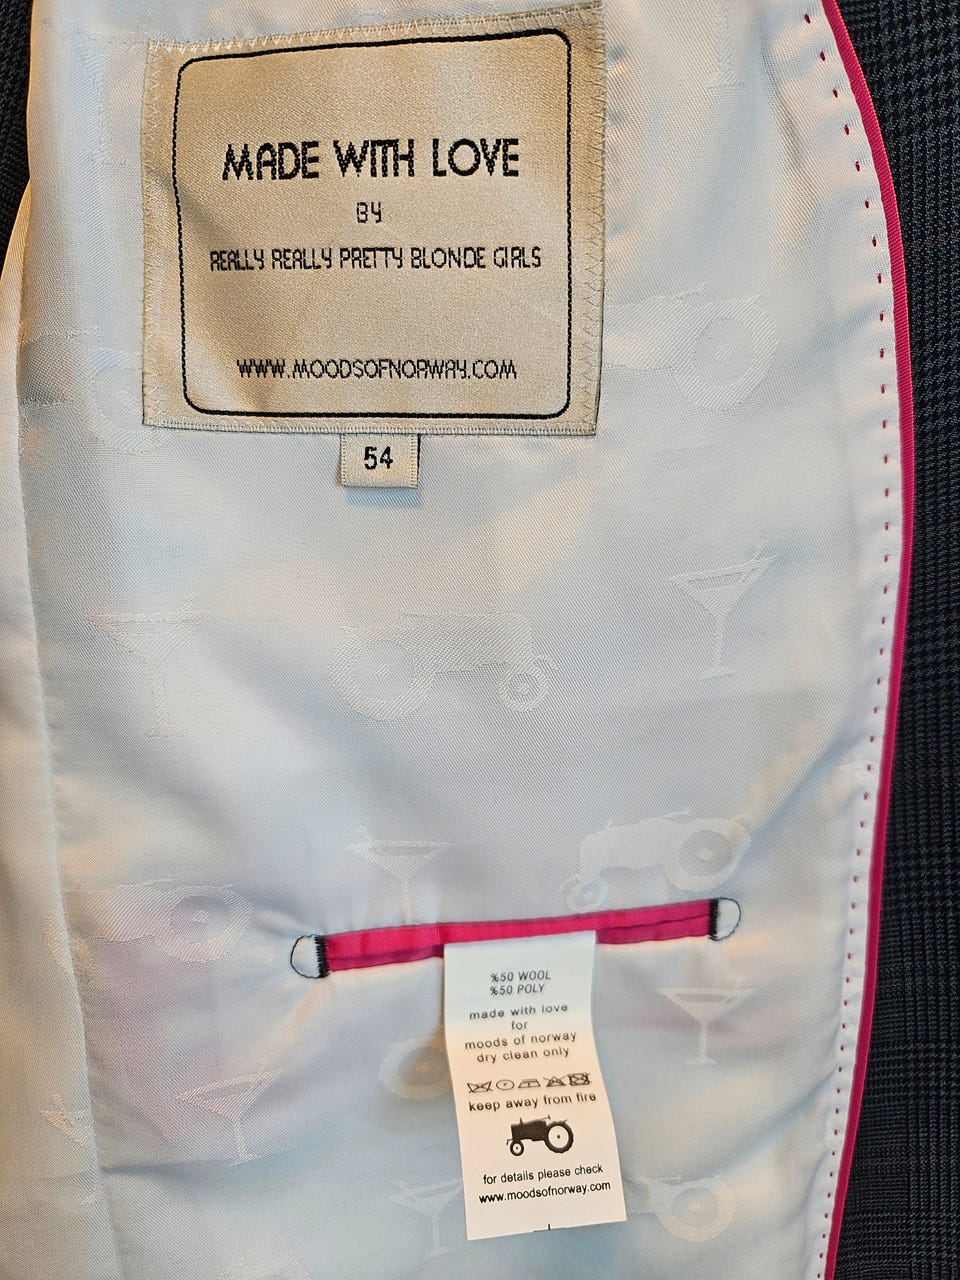 MADE WITH LOVE
BY
REALLY REALLY PRETTY BLONDE GIRLS
WWW.MOODSOFNORWAY.COM
54
%50 WOOL
%50 POLY
made with love
for
moods of norway
dry clean only
keep away from fire
for details please check
www.moodsofnorway.com